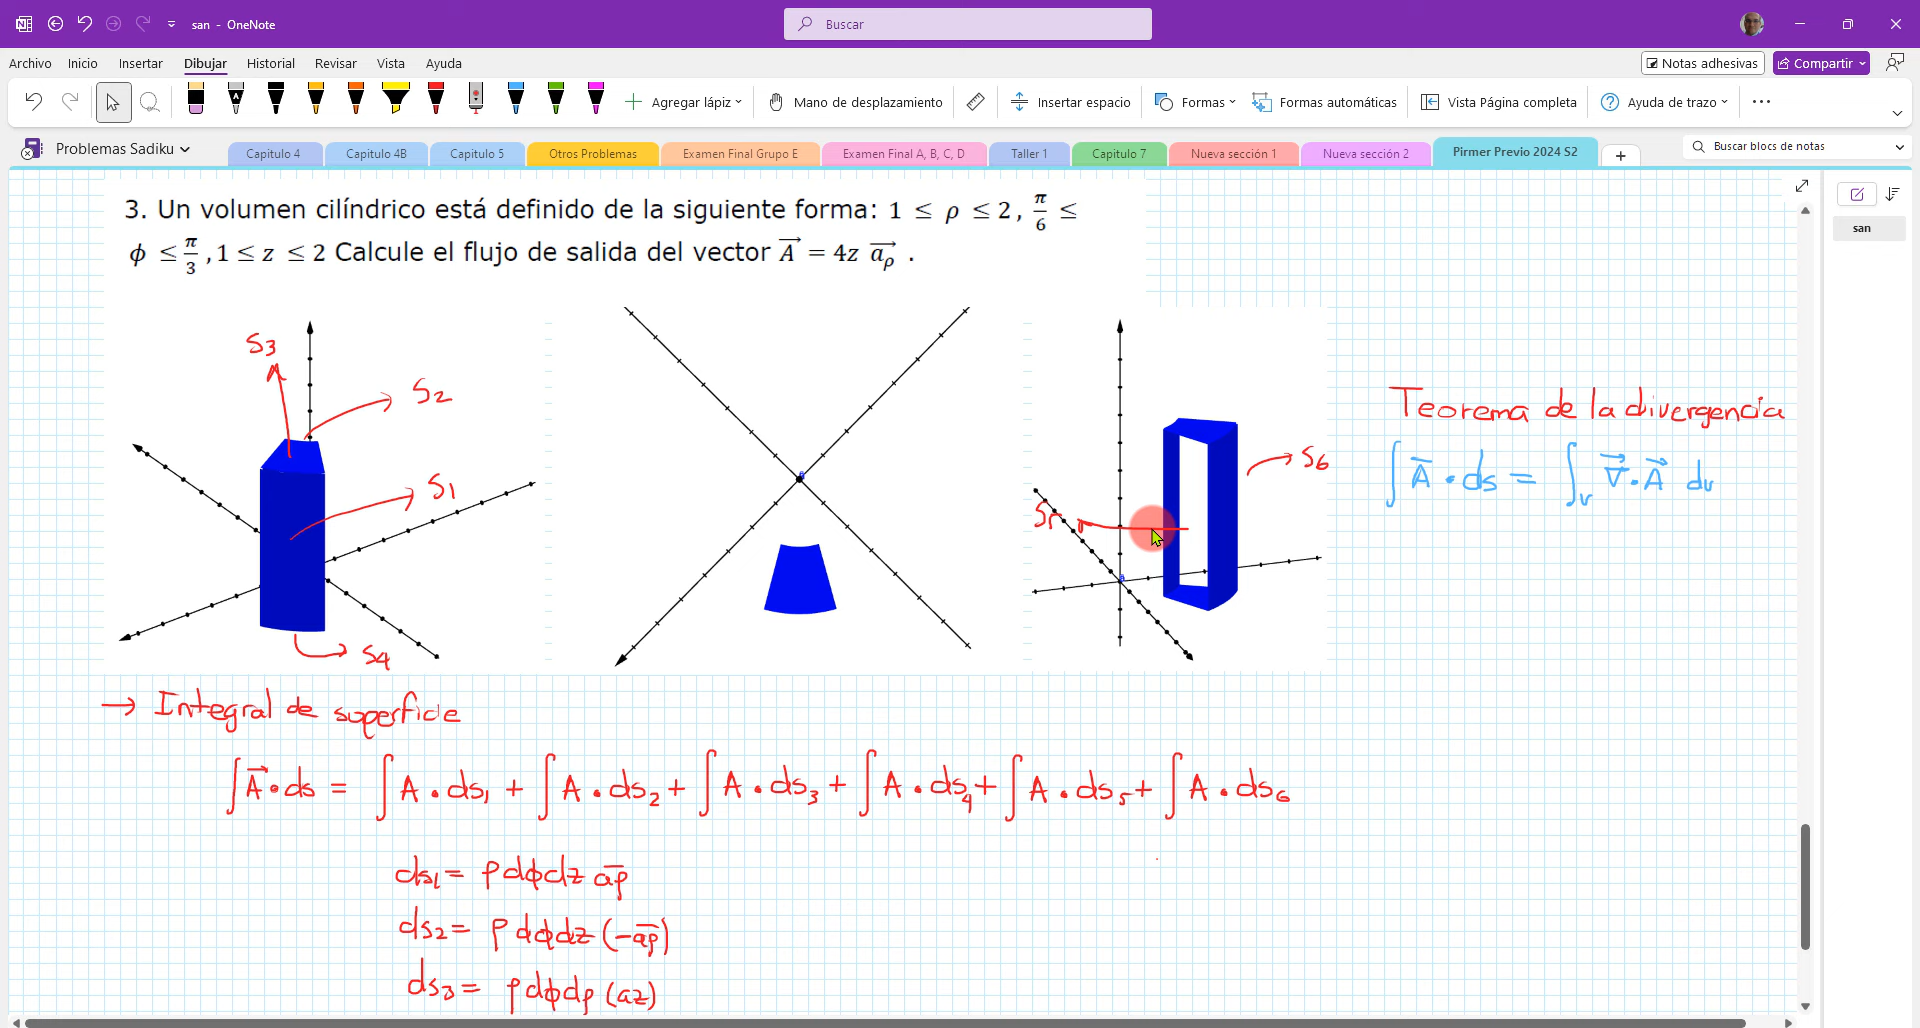 san - OneNote
Buscar
Archivo Inicio Insertar Dibujar Historial Revisar Vista Ayuda
Notas adhesivas Compartir
Agregar lápiz Mano de desplazamiento Insertar espacio Formas Formas automáticas Vista Página completa Ayuda de trazo
Problemas Sadiku
Capitulo 4 Capitulo 4B Capitulo 5 Otros Problemas Examen Final Grupo E Examen Final A, B, C, D Taller 1 Capitulo 7 Nueva sección 1 Nueva sección 2 Pirmer Previo 2024 S2 +
Buscar blocs de notas
san
3. Un volumen cilíndrico está definido de la siguiente forma: 1 ≤ ρ ≤ 2, π/6 ≤
ϕ ≤ π/3, 1 ≤ z ≤ 2 Calcule el flujo de salida del vector A⃗ = 4z a⃗ρ .
S3
S2
S1
S4
S5
S6
Teorema de la divergencia
∫ A̅ • ds = ∫v ∇⃗ • A⃗ dv
→ Integral de superficie
∫ A⃗ • ds = ∫ A • ds1 + ∫ A • ds2 + ∫ A • ds3 + ∫ A • ds4 + ∫ A • ds5 + ∫ A • ds6
ds1 = ρ dϕ dz a̅ρ
ds2 = ρ dϕ dz (−a̅ρ)
ds3 = ρ dϕ dρ (az)